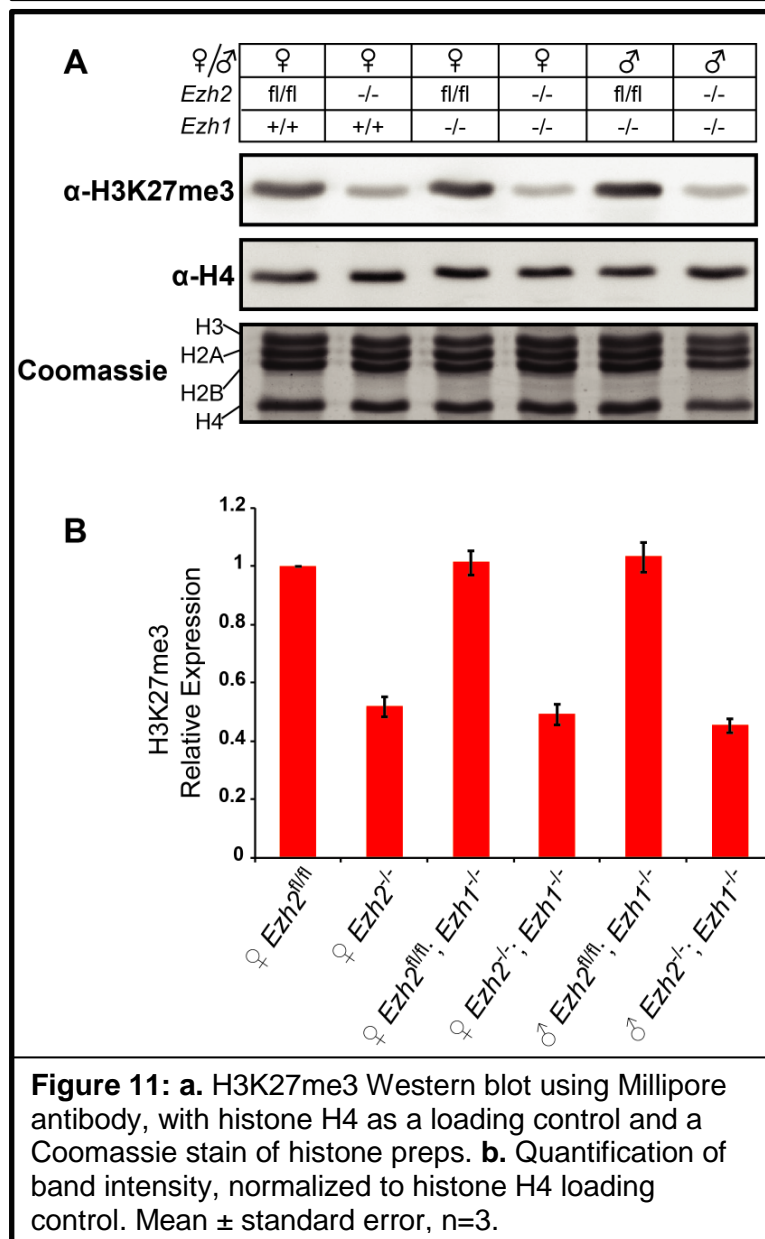 A
♀/♂ ♀ ♀ ♀ ♀ ♂ ♂
Ezh2 fl/fl -/- fl/fl -/- fl/fl -/-
Ezh1 +/+ +/+ -/- -/- -/- -/-
α-H3K27me3
α-H4
Coomassie
H3
H2A
H2B
H4
B
H3K27me3
Relative Expression
1.2
1
0.8
0.6
0.4
0.2
0
♀ Ezh2fl/fl
♀ Ezh2-/-
♀ Ezh2fl/fl; Ezh1-/-
♀ Ezh2-/-; Ezh1-/-
♂ Ezh2fl/fl; Ezh1-/-
♂ Ezh2-/-; Ezh1-/-
Figure 11: a. H3K27me3 Western blot using Millipore
antibody, with histone H4 as a loading control and a
Coomassie stain of histone preps. b. Quantification of
band intensity, normalized to histone H4 loading
control. Mean ± standard error, n=3.